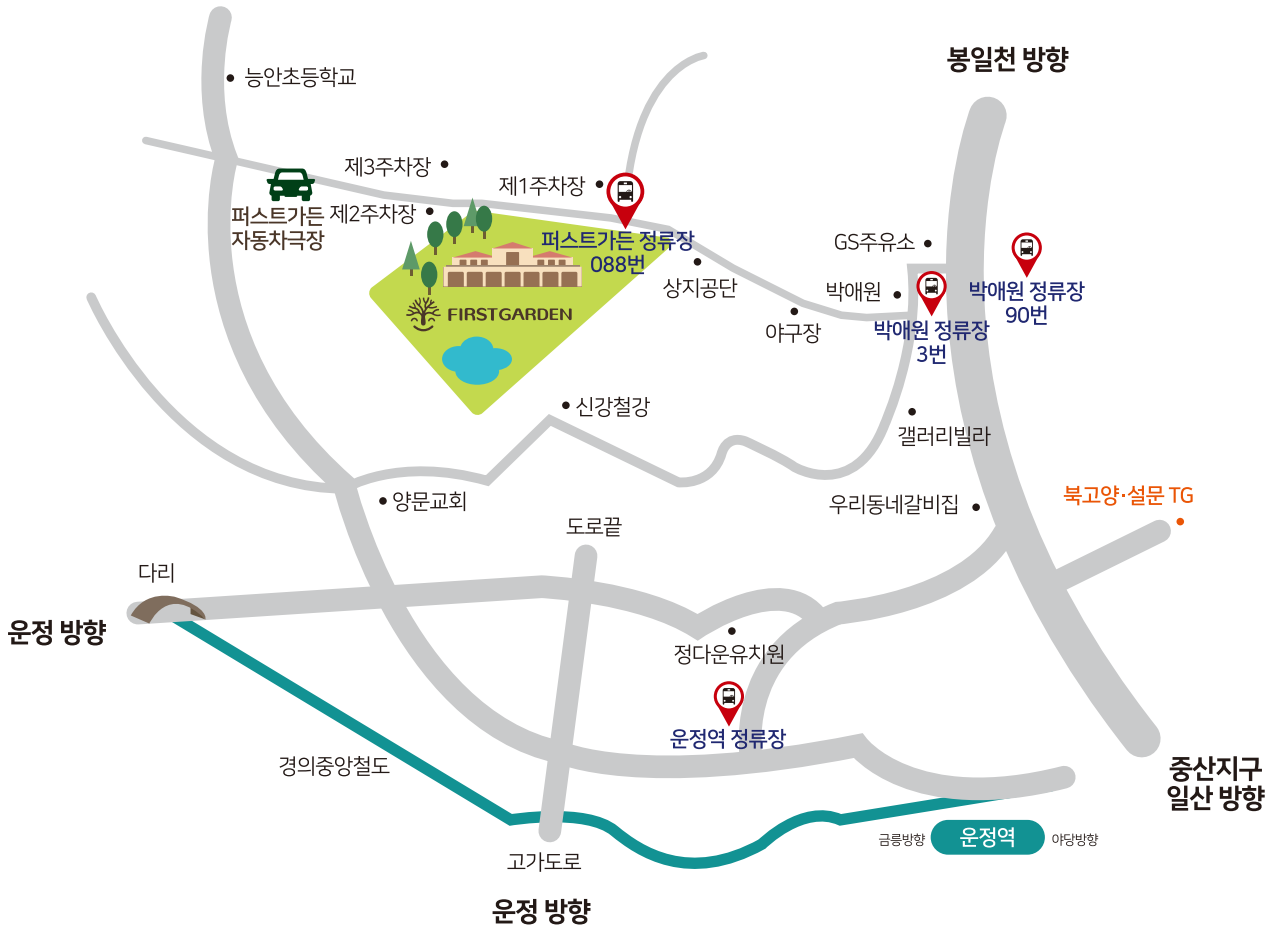 봉일천 방향
능안초등학교
제3주차장
제1주차장
퍼스트가든
자동차극장
제2주차장
퍼스트가든 정류장
088번
GS주유소
상지공단
박애원
박애원 정류장
90번
FIRSTGARDEN
야구장
박애원 정류장
3번
신강철강
갤러리빌라
양문교회
우리동네갈비집
북고양·설문 TG
도로끝
다리
운정 방향
정다운유치원
운정역 정류장
경의중앙철도
중산지구
일산 방향
금릉방향
운정역
야당방향
고가도로
운정 방향